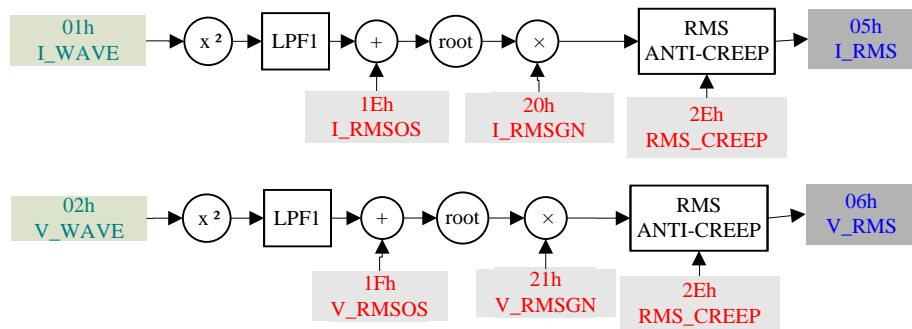 01h
I_WAVE
x ²
LPF1
+
root
×
RMS
ANTI-CREEP
05h
I_RMS
1Eh
I_RMSOS
20h
I_RMSGN
2Eh
RMS_CREEP
02h
V_WAVE
x ²
LPF1
+
root
×
RMS
ANTI-CREEP
06h
V_RMS
1Fh
V_RMSOS
21h
V_RMSGN
2Eh
RMS_CREEP